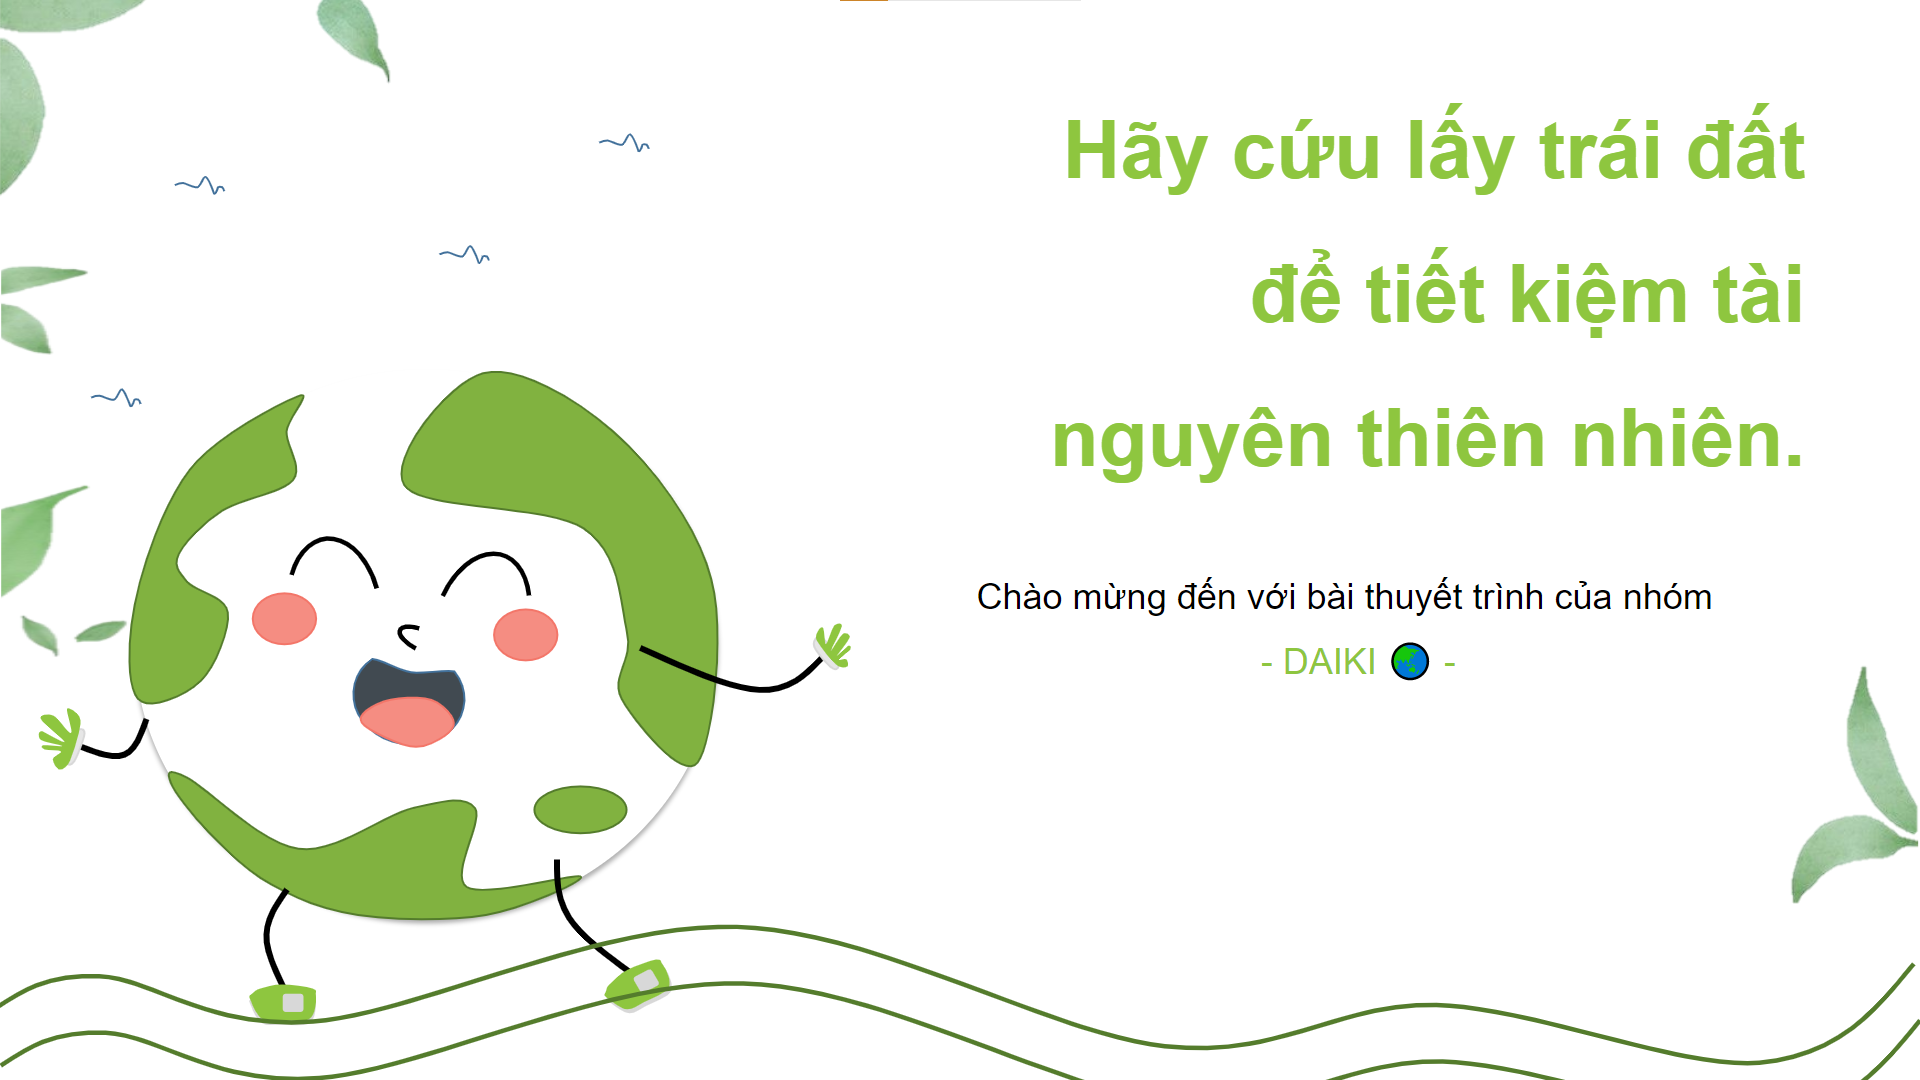 Hãy cứu lấy trái đất
để tiết kiệm tài
nguyên thiên nhiên.
Chào mừng đến với bài thuyết trình của nhóm
- DAIKI 🌏 -